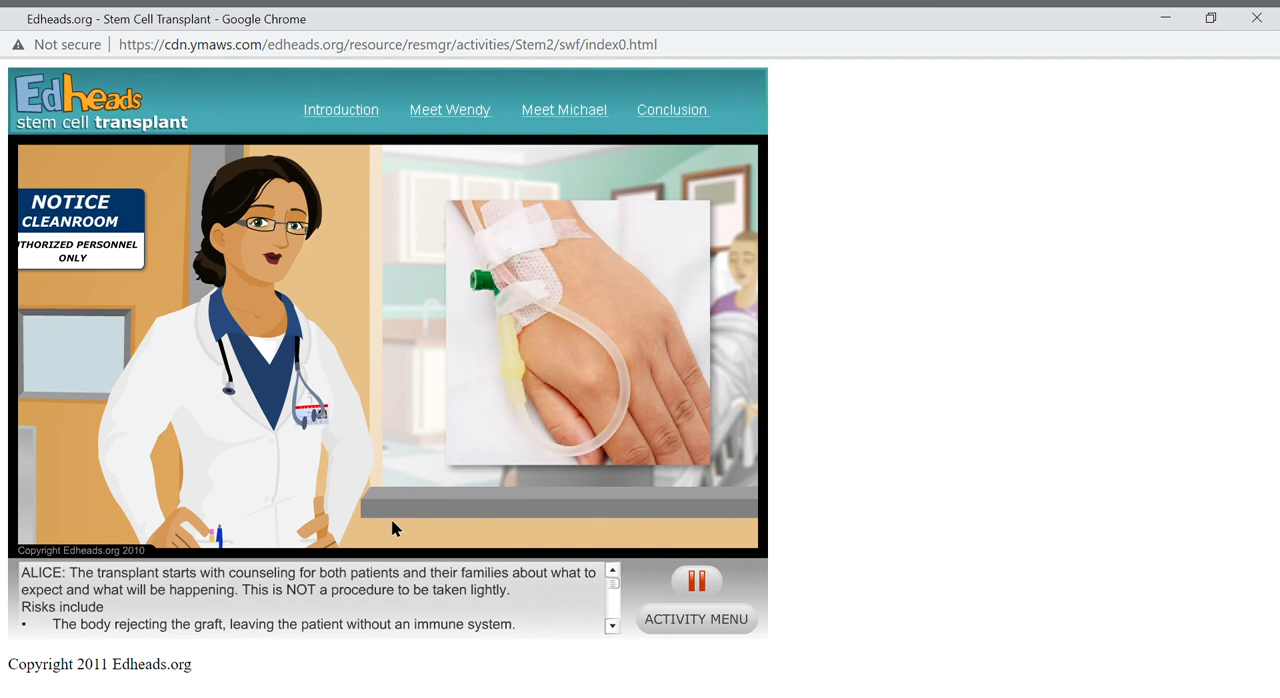 Edheads.org - Stem Cell Transplant - Google Chrome
Not secure | https://cdn.ymaws.com/edheads.org/resource/resmgr/activities/Stem2/swf/index0.html
Edheads
stem cell transplant
Introduction Meet Wendy Meet Michael Conclusion
NOTICE
CLEANROOM
THORIZED PERSONNEL
ONLY
Copyright Edheads.org 2010
ALICE: The transplant starts with counseling for both patients and their families about what to
expect and what will be happening. This is NOT a procedure to be taken lightly.
Risks include
• The body rejecting the graft, leaving the patient without an immune system.
ACTIVITY MENU
Copyright 2011 Edheads.org